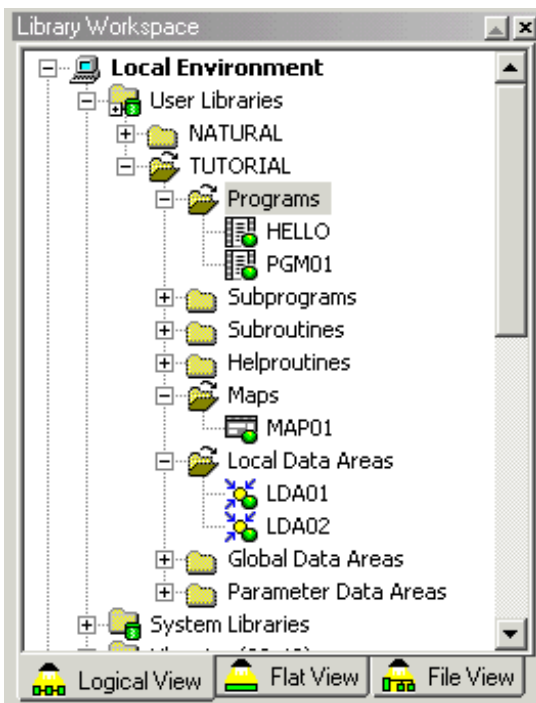 Library Workspace
Local Environment
User Libraries
NATURAL
TUTORIAL
Programs
HELLO
PGM01
Subprograms
Subroutines
Helproutines
Maps
MAP01
Local Data Areas
LDA01
LDA02
Global Data Areas
Parameter Data Areas
System Libraries
Logical View Flat View File View